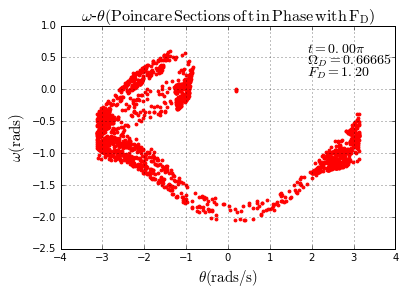 ω-θ(Poincare Sections of t in Phase with F_D)
t = 0.00π
Ω_D = 0.66665
F_D = 1.20
1.0
0.5
0.0
−0.5
−1.0
−1.5
−2.0
−2.5
ω(rads)
−4 −3 −2 −1 0 1 2 3 4
θ(rads/s)